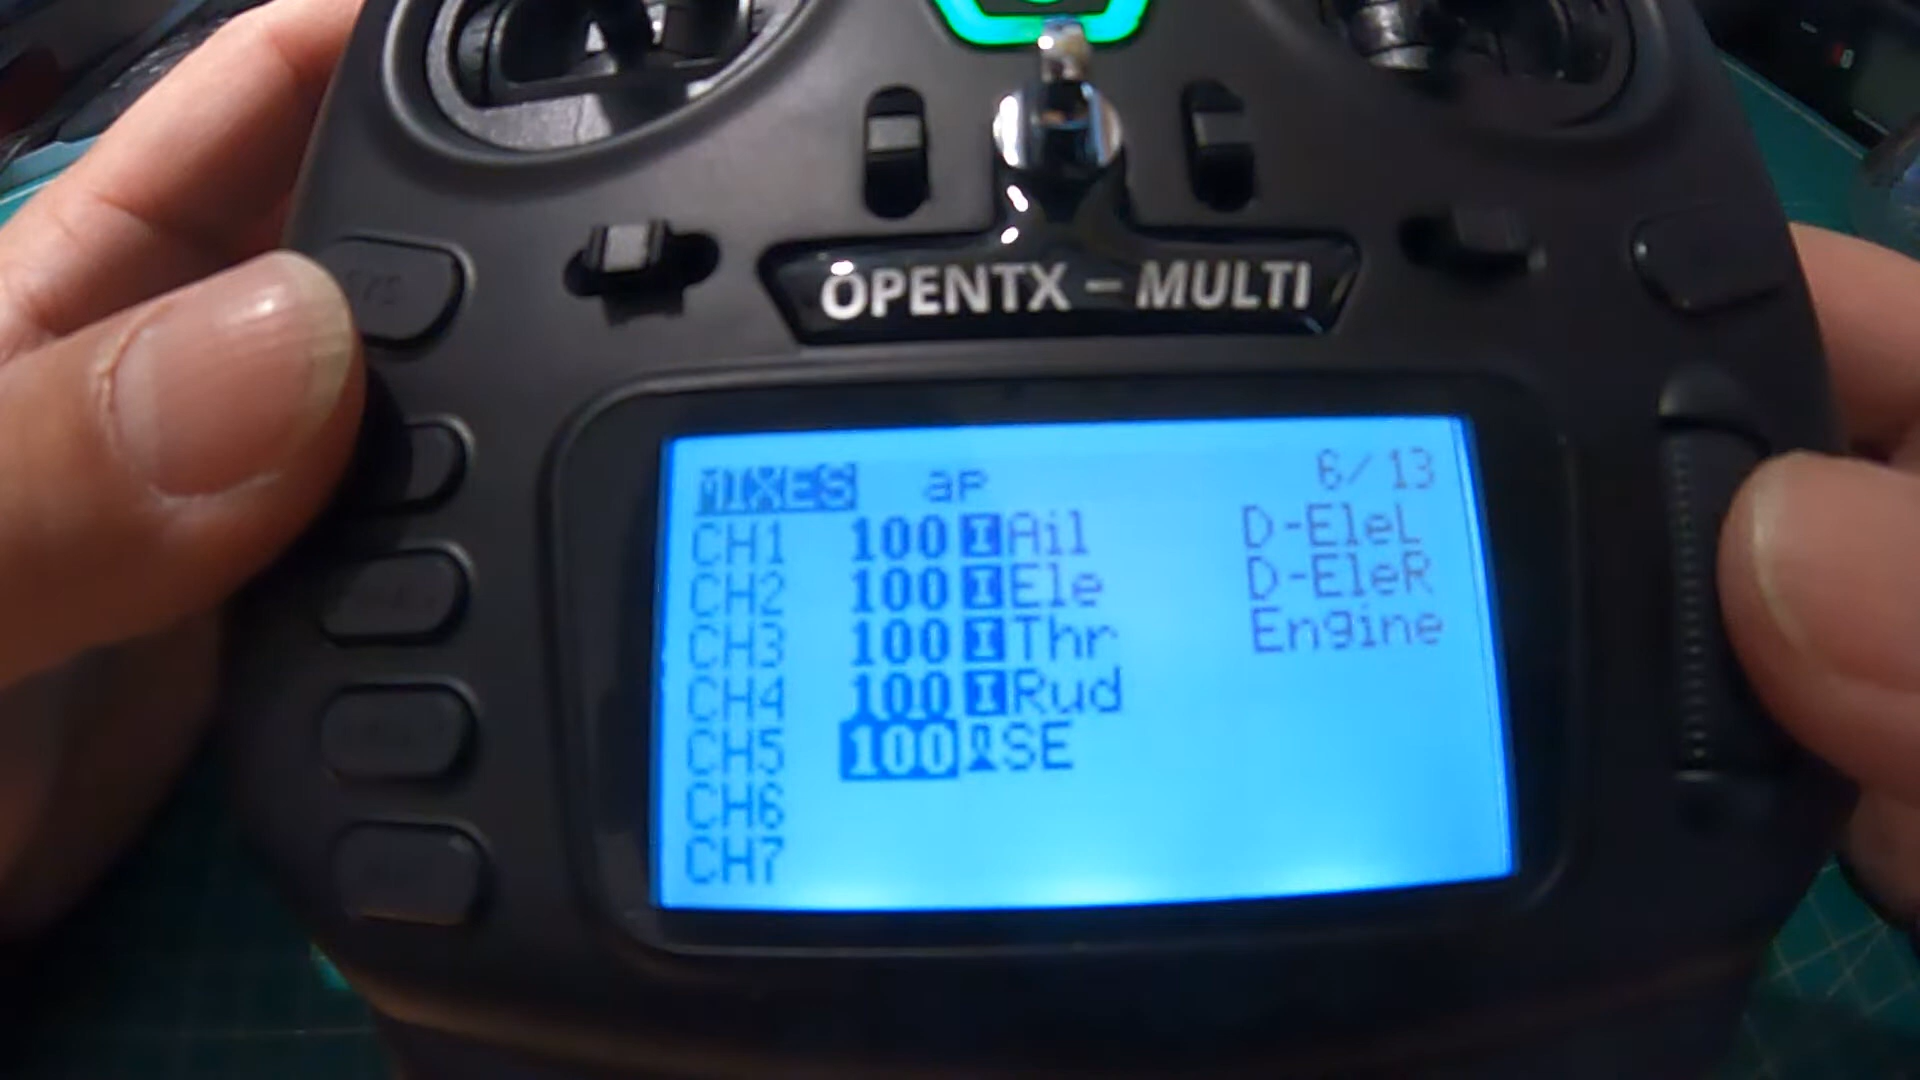 OPENTX - MULTI
MIXES ap 6/13
CH1 100 I Ail D-EleL
CH2 100 I Ele D-EleR
CH3 100 I Thr Engine
CH4 100 I Rud
CH5 100 SE
CH6
CH7